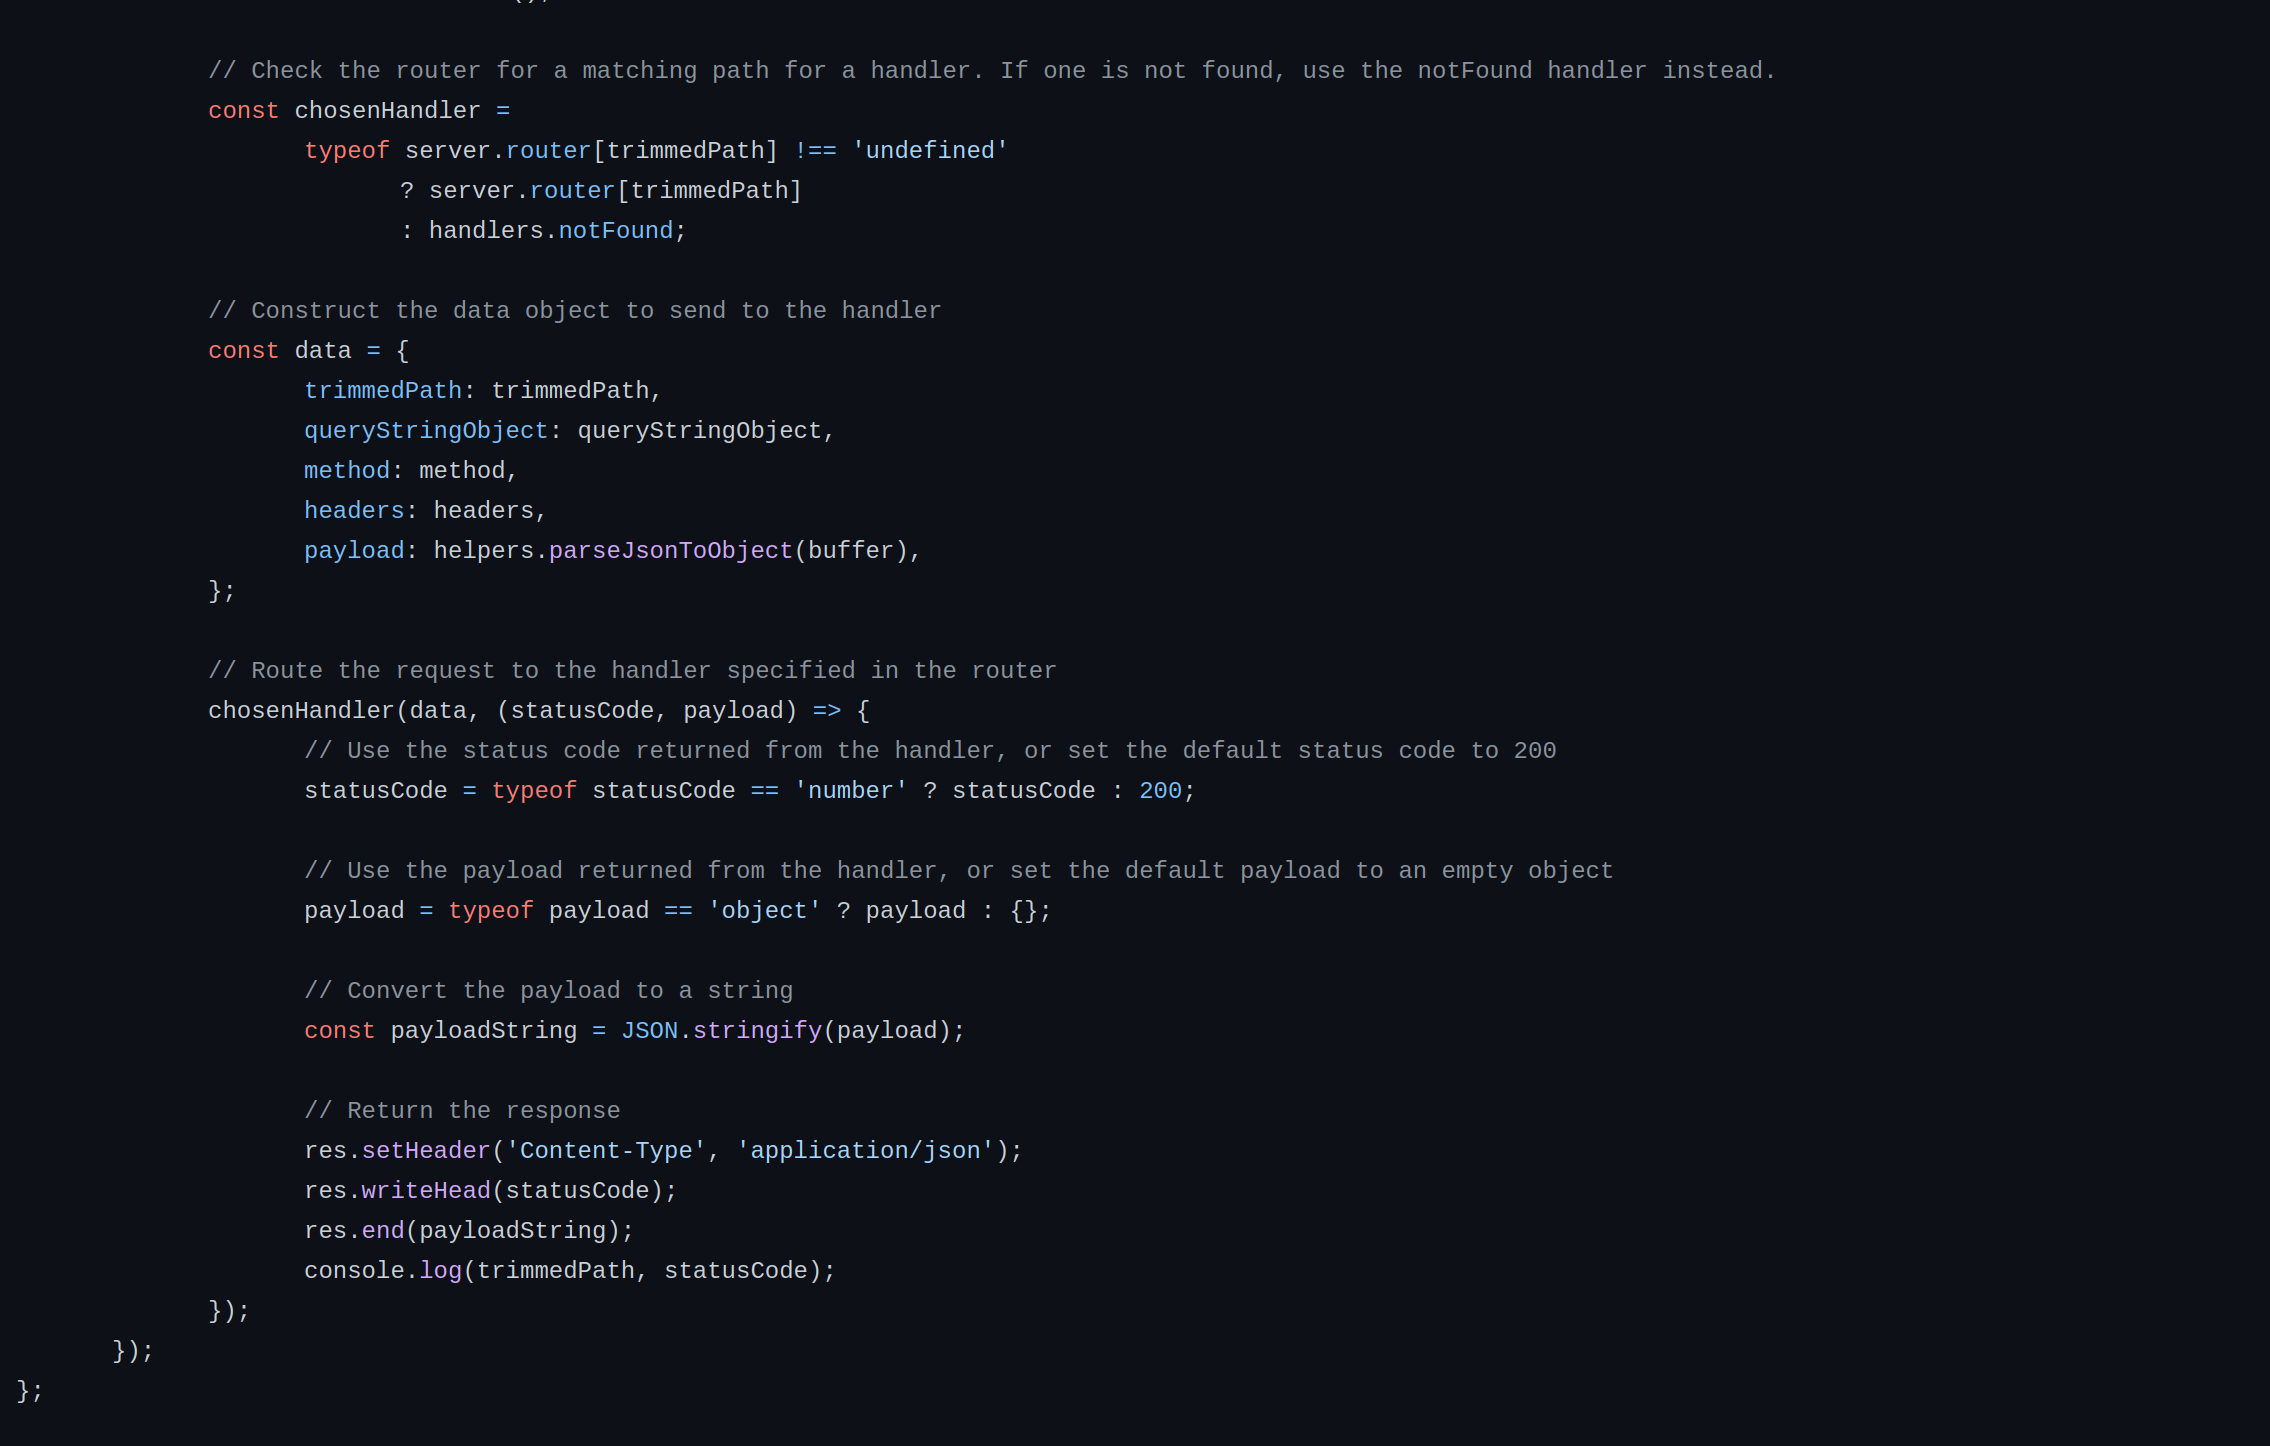 // Check the router for a matching path for a handler. If one is not found, use the notFound handler instead.
const chosenHandler =
typeof server.router[trimmedPath] !== 'undefined'
? server.router[trimmedPath]
: handlers.notFound;
// Construct the data object to send to the handler
const data = {
trimmedPath: trimmedPath,
queryStringObject: queryStringObject,
method: method,
headers: headers,
payload: helpers.parseJsonToObject(buffer),
};
// Route the request to the handler specified in the router
chosenHandler(data, (statusCode, payload) => {
// Use the status code returned from the handler, or set the default status code to 200
statusCode = typeof statusCode == 'number' ? statusCode : 200;
// Use the payload returned from the handler, or set the default payload to an empty object
payload = typeof payload == 'object' ? payload : {};
// Convert the payload to a string
const payloadString = JSON.stringify(payload);
// Return the response
res.setHeader('Content-Type', 'application/json');
res.writeHead(statusCode);
res.end(payloadString);
console.log(trimmedPath, statusCode);
});
});
};